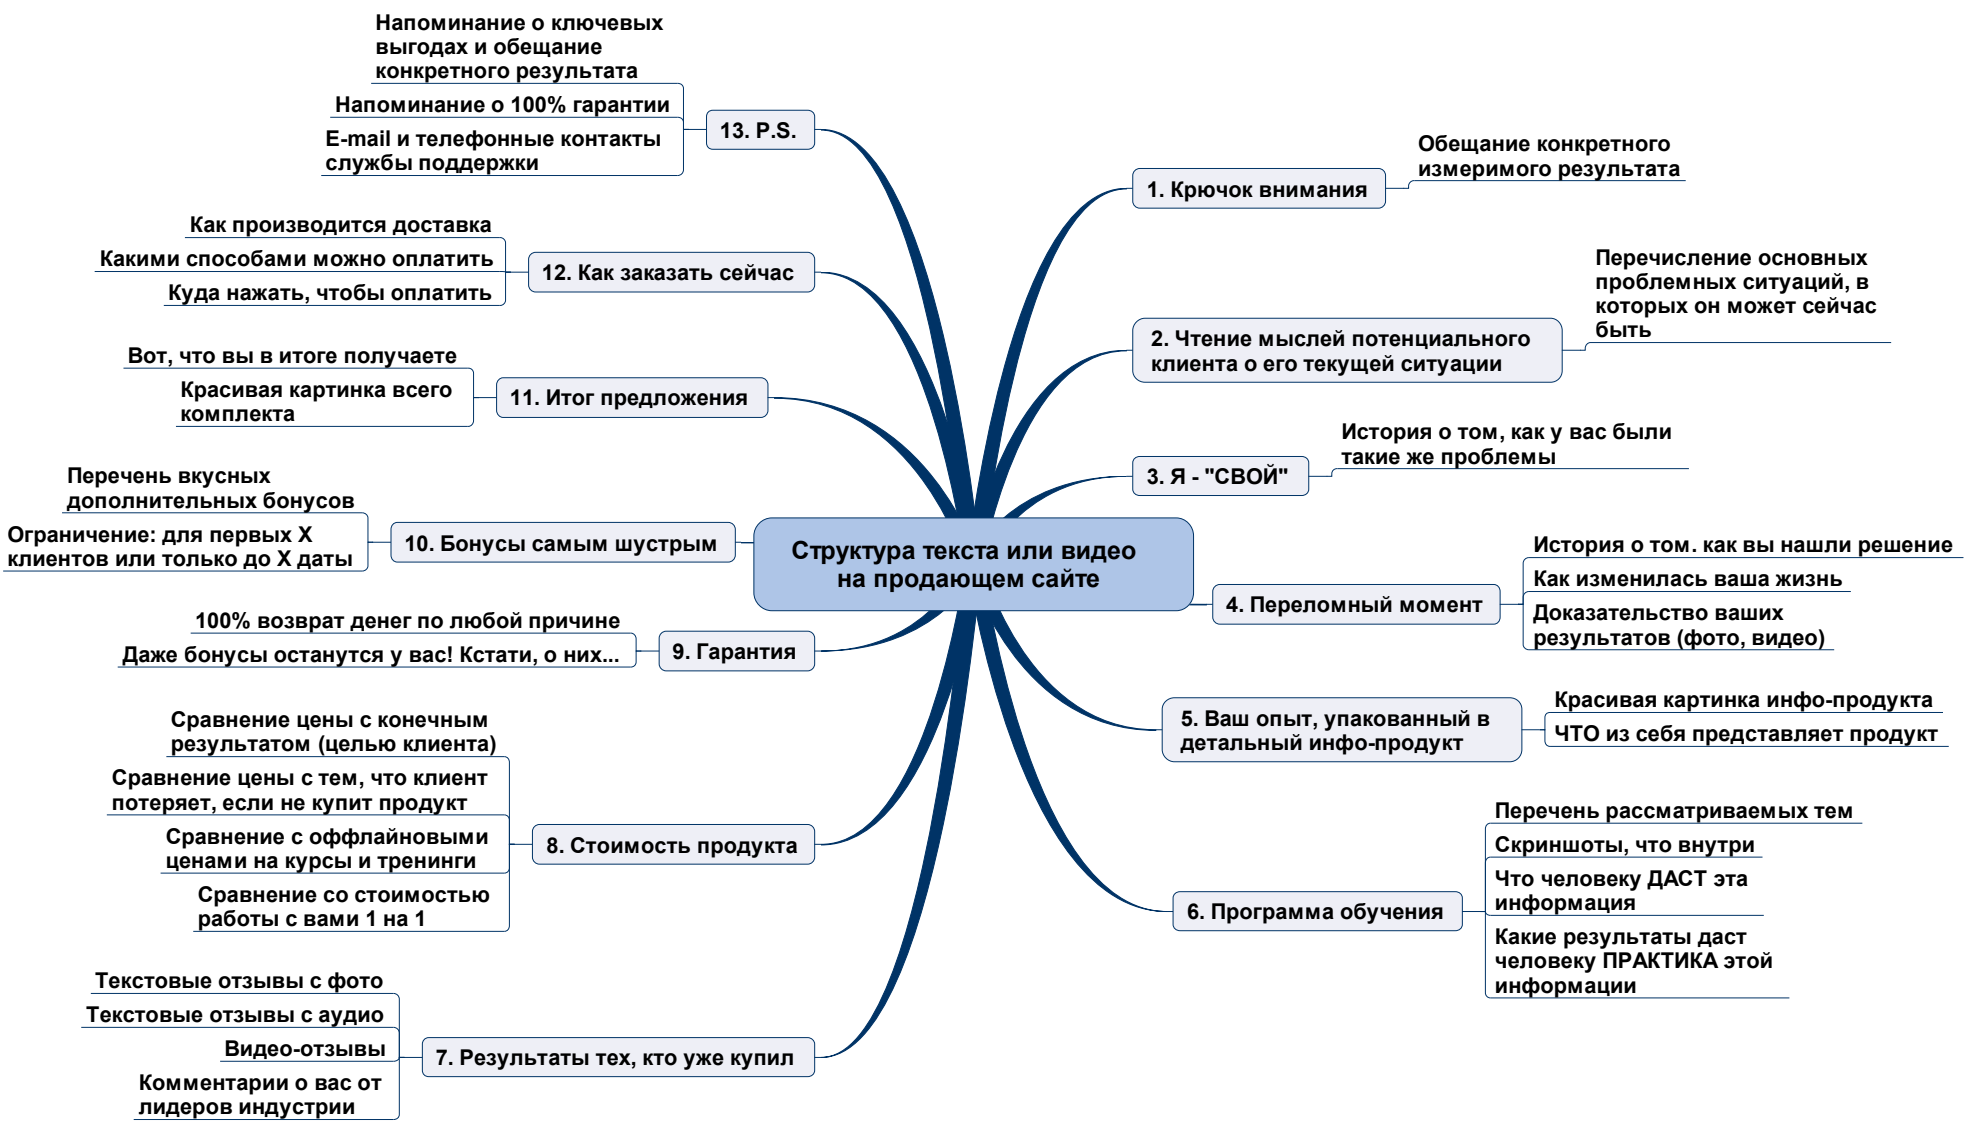 Структура текста или видео
на продающем сайте
1. Крючок внимания
Обещание конкретного
измеримого результата
2. Чтение мыслей потенциального
клиента о его текущей ситуации
Перечисление основных
проблемных ситуаций, в
которых он может сейчас
быть
3. Я - "СВОЙ"
История о том, как у вас были
такие же проблемы
4. Переломный момент
История о том. как вы нашли решение
Как изменилась ваша жизнь
Доказательство ваших
результатов (фото, видео)
5. Ваш опыт, упакованный в
детальный инфо-продукт
Красивая картинка инфо-продукта
ЧТО из себя представляет продукт
6. Программа обучения
Перечень рассматриваемых тем
Скриншоты, что внутри
Что человеку ДАСТ эта
информация
Какие результаты даст
человеку ПРАКТИКА этой
информации
7. Результаты тех, кто уже купил
Текстовые отзывы с фото
Текстовые отзывы с аудио
Видео-отзывы
Комментарии о вас от
лидеров индустрии
8. Стоимость продукта
Сравнение цены с конечным
результатом (целью клиента)
Сравнение цены с тем, что клиент
потеряет, если не купит продукт
Сравнение с оффлайновыми
ценами на курсы и тренинги
Сравнение со стоимостью
работы с вами 1 на 1
9. Гарантия
100% возврат денег по любой причине
Даже бонусы останутся у вас! Кстати, о них...
10. Бонусы самым шустрым
Перечень вкусных
дополнительных бонусов
Ограничение: для первых Х
клиентов или только до Х даты
11. Итог предложения
Вот, что вы в итоге получаете
Красивая картинка всего
комплекта
12. Как заказать сейчас
Как производится доставка
Какими способами можно оплатить
Куда нажать, чтобы оплатить
13. P.S.
Напоминание о ключевых
выгодах и обещание
конкретного результата
Напоминание о 100% гарантии
E-mail и телефонные контакты
службы поддержки